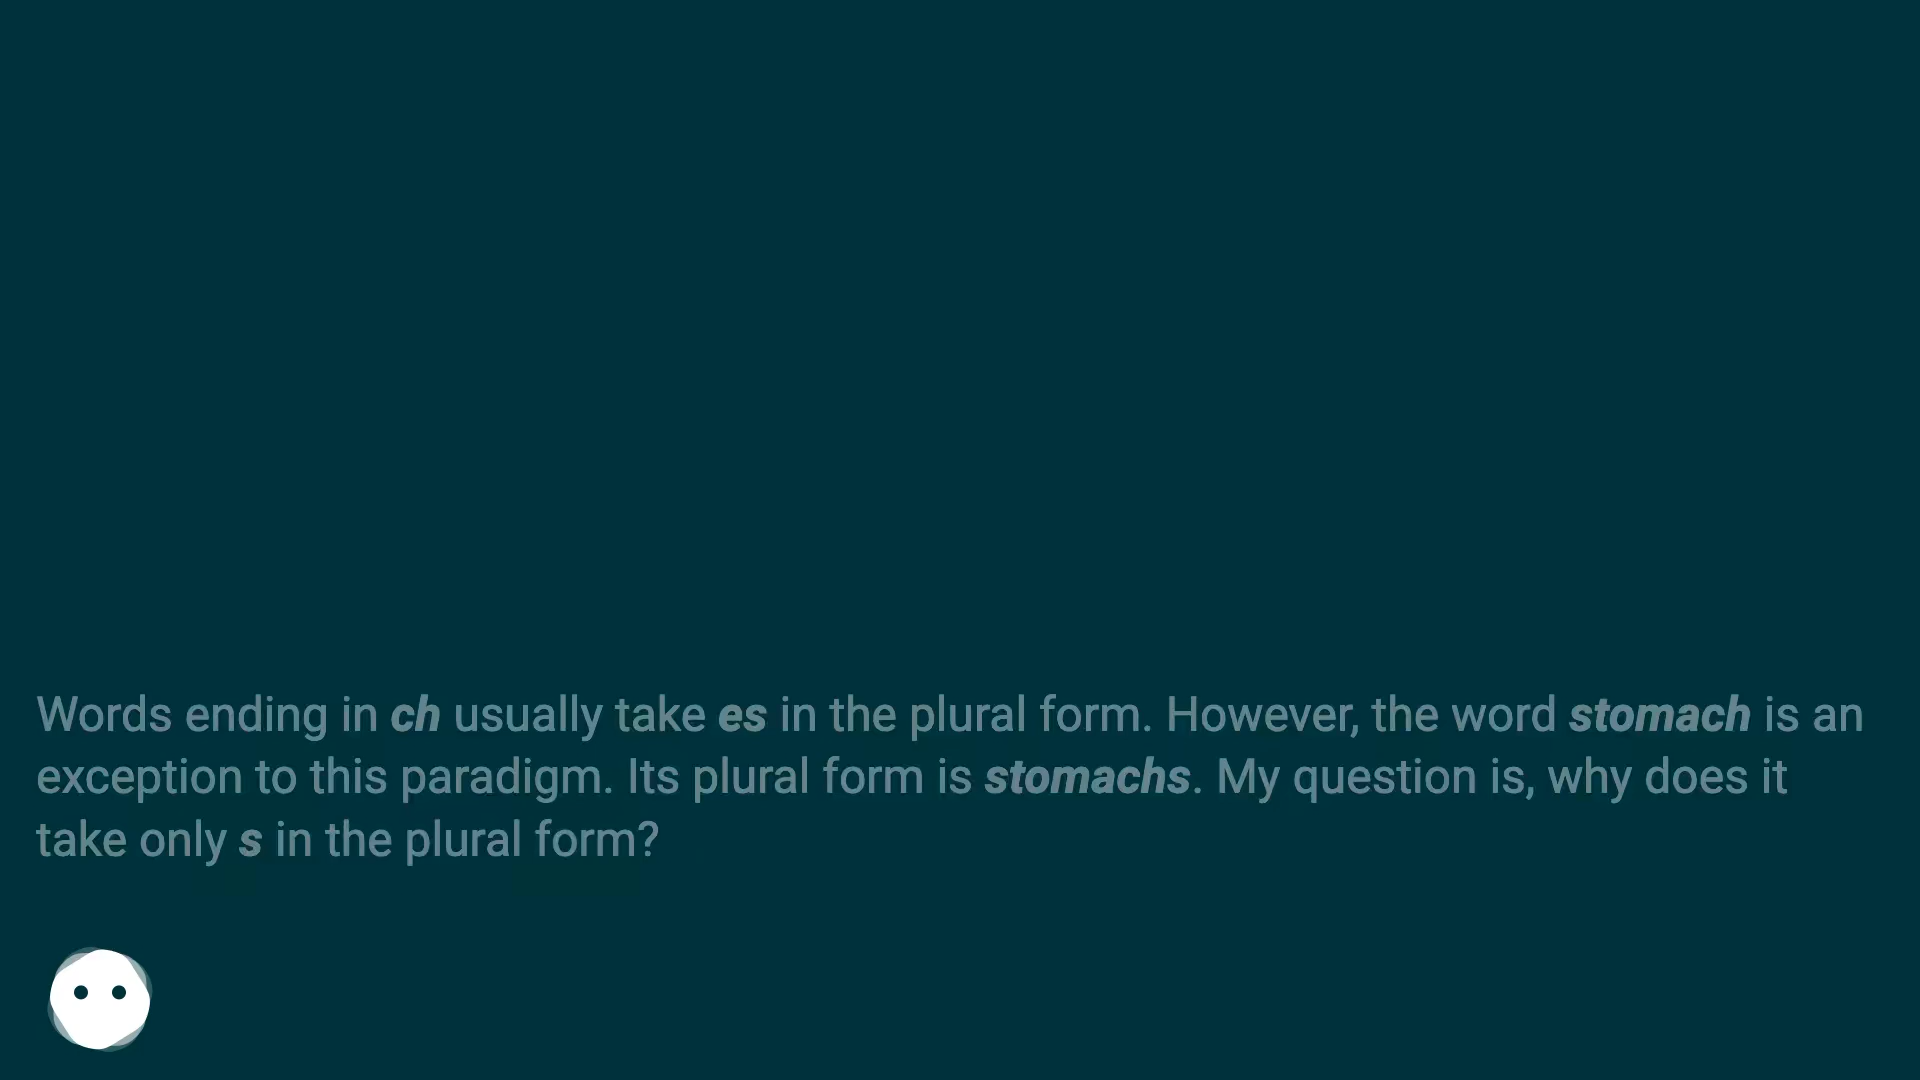 Words ending in ch usually take es in the plural form. However, the word stomach is an
exception to this paradigm. Its plural form is stomachs. My question is, why does it
take only s in the plural form?